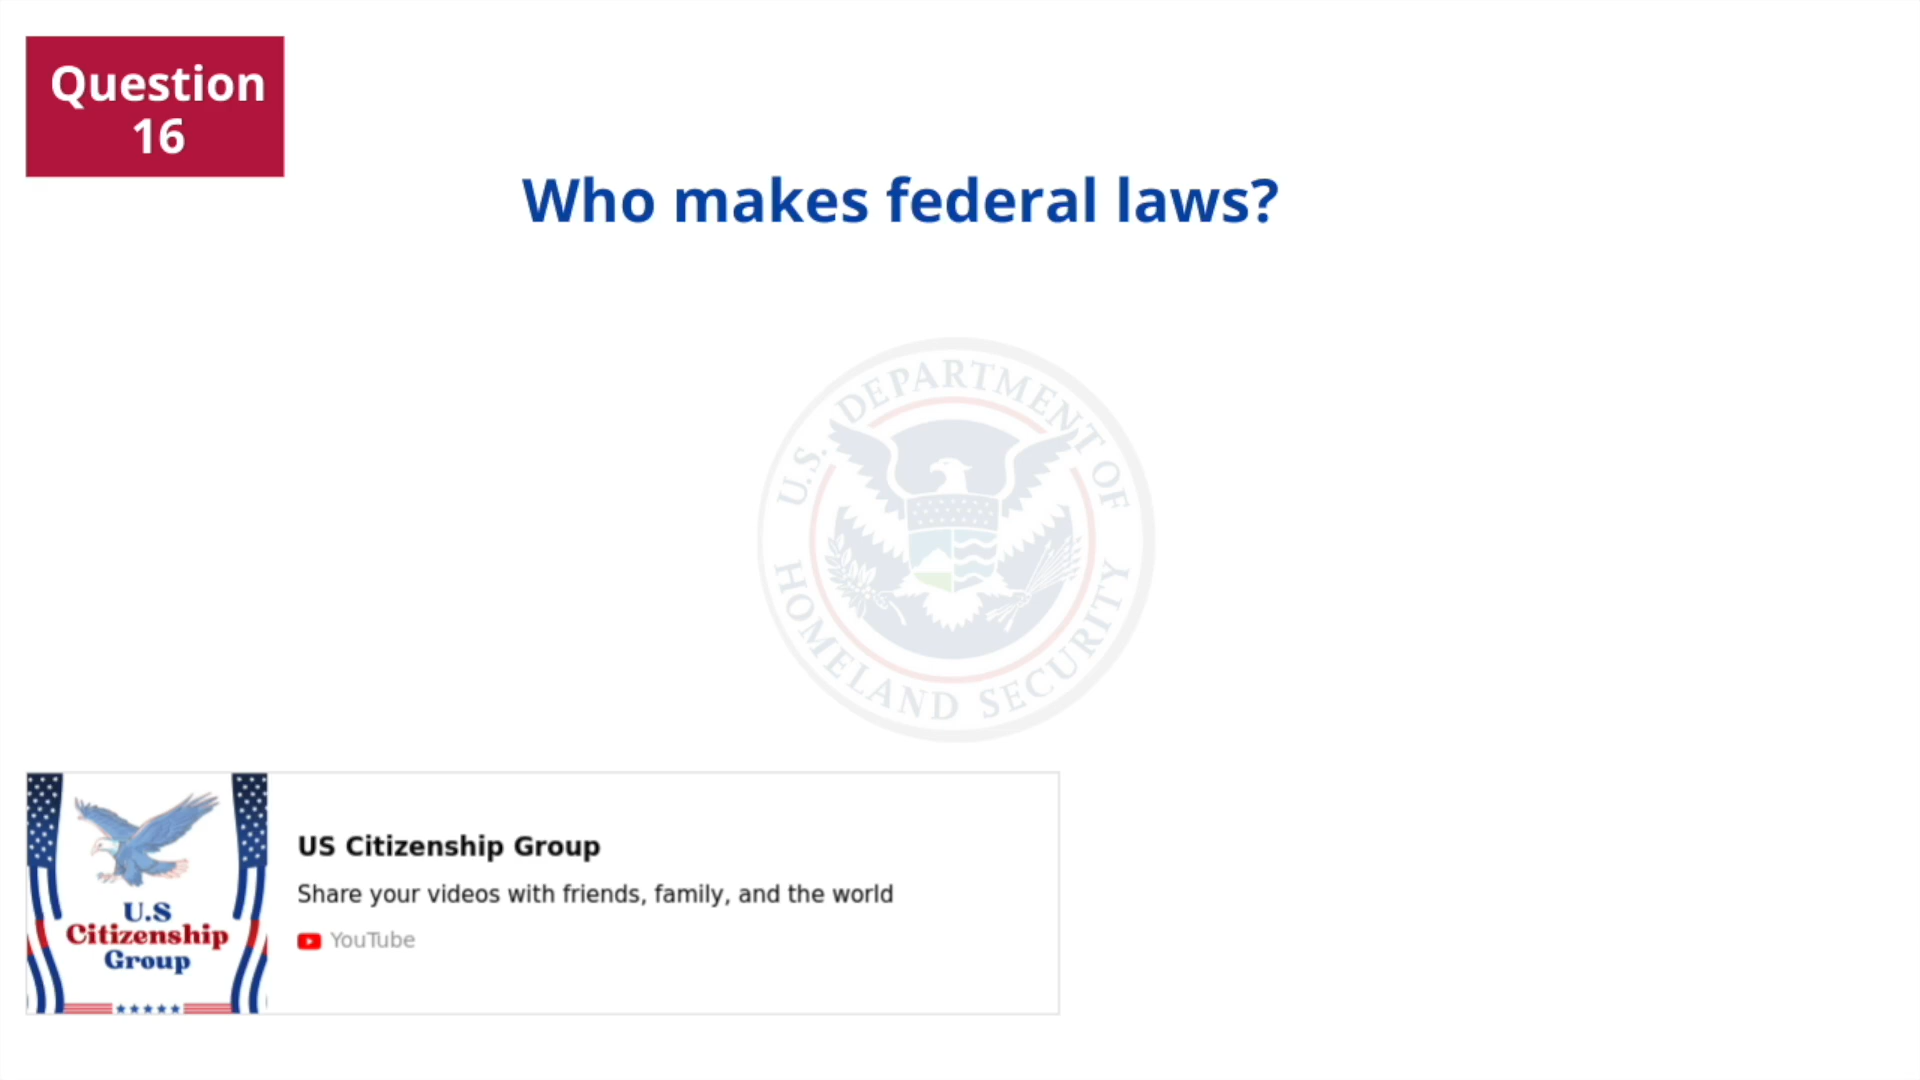 Question
16
Who makes federal laws?
U.S. DEPARTMENT OF
HOMELAND SECURITY
U.S
Citizenship
Group
US Citizenship Group
Share your videos with friends, family, and the world
YouTube